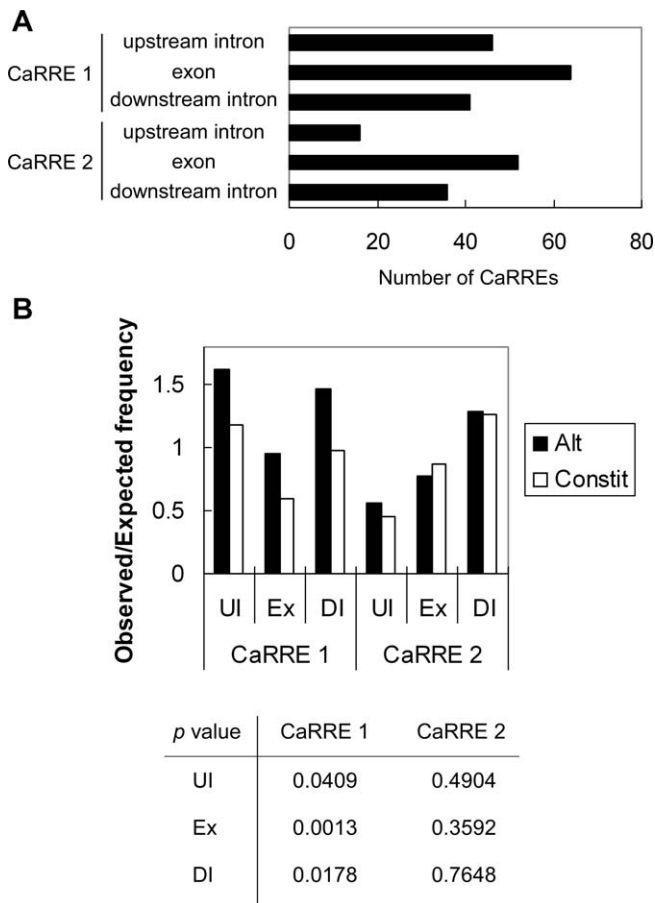 A
CaRRE 1
upstream intron
exon
downstream intron
CaRRE 2
upstream intron
exon
downstream intron
0 20 40 60 80
Number of CaRREs
B
Observed/Expected frequency
1.5
1
0.5
0
UI Ex DI UI Ex DI
CaRRE 1 CaRRE 2
Alt
Constit
p value CaRRE 1 CaRRE 2
UI 0.0409 0.4904
Ex 0.0013 0.3592
DI 0.0178 0.7648